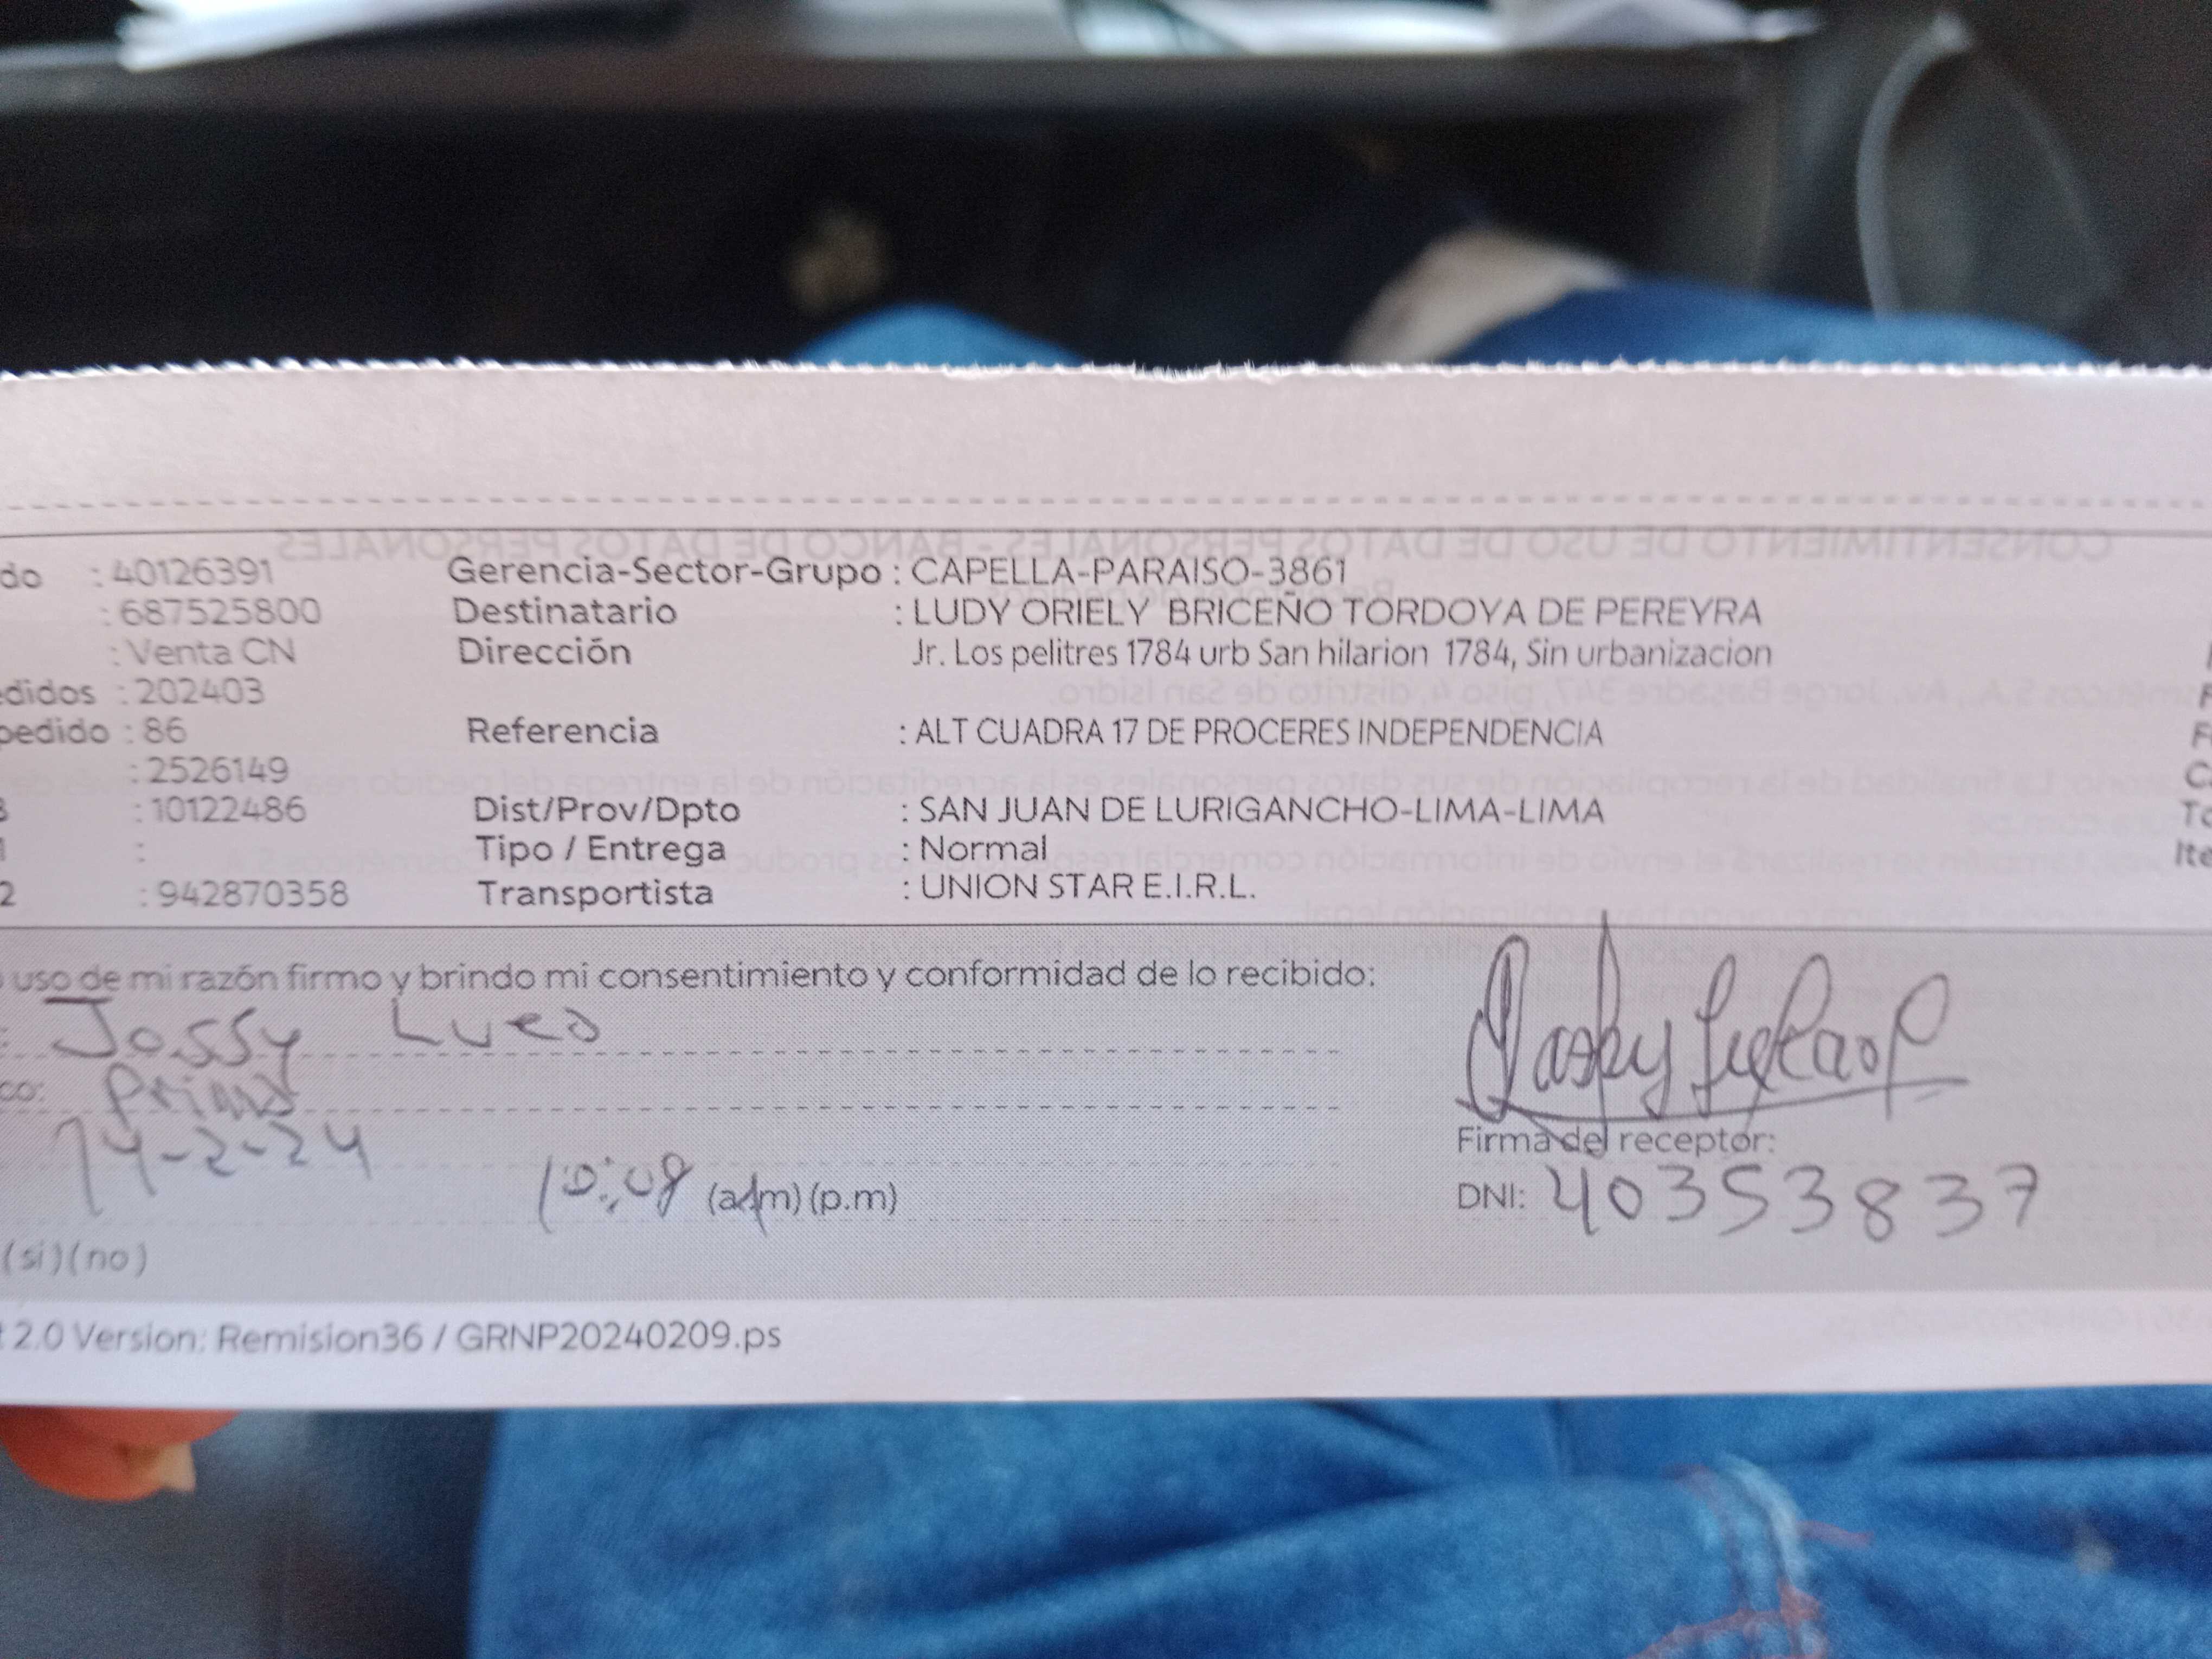 do : 40126391 Gerencia-Sector-Grupo : CAPELLA-PARAISO-3861
: 687525800 Destinatario : LUDY ORIELY BRICEÑO TORDOYA DE PEREYRA
: Venta CN Dirección Jr. Los pelitres 1784 urb San hilarion 1784, Sin urbanizacion
edidos : 202403
pedido : 86 Referencia : ALT CUADRA 17 DE PROCERES INDEPENDENCIA
: 2526149
: 10122486 Dist/Prov/Dpto : SAN JUAN DE LURIGANCHO-LIMA-LIMA
: Tipo / Entrega : Normal
2 : 942870358 Transportista : UNION STAR E.I.R.L.
uso de mi razón firmo y brindo mi consentimiento y conformidad de lo recibido:
Jossy
co: Prima
14-2-24
10:08 (a.m) (p.m)
Firma del receptor:
DNI: 40353837
(si) (no)
2.0 Version: Remision36 / GRNP20240209.ps
Ite